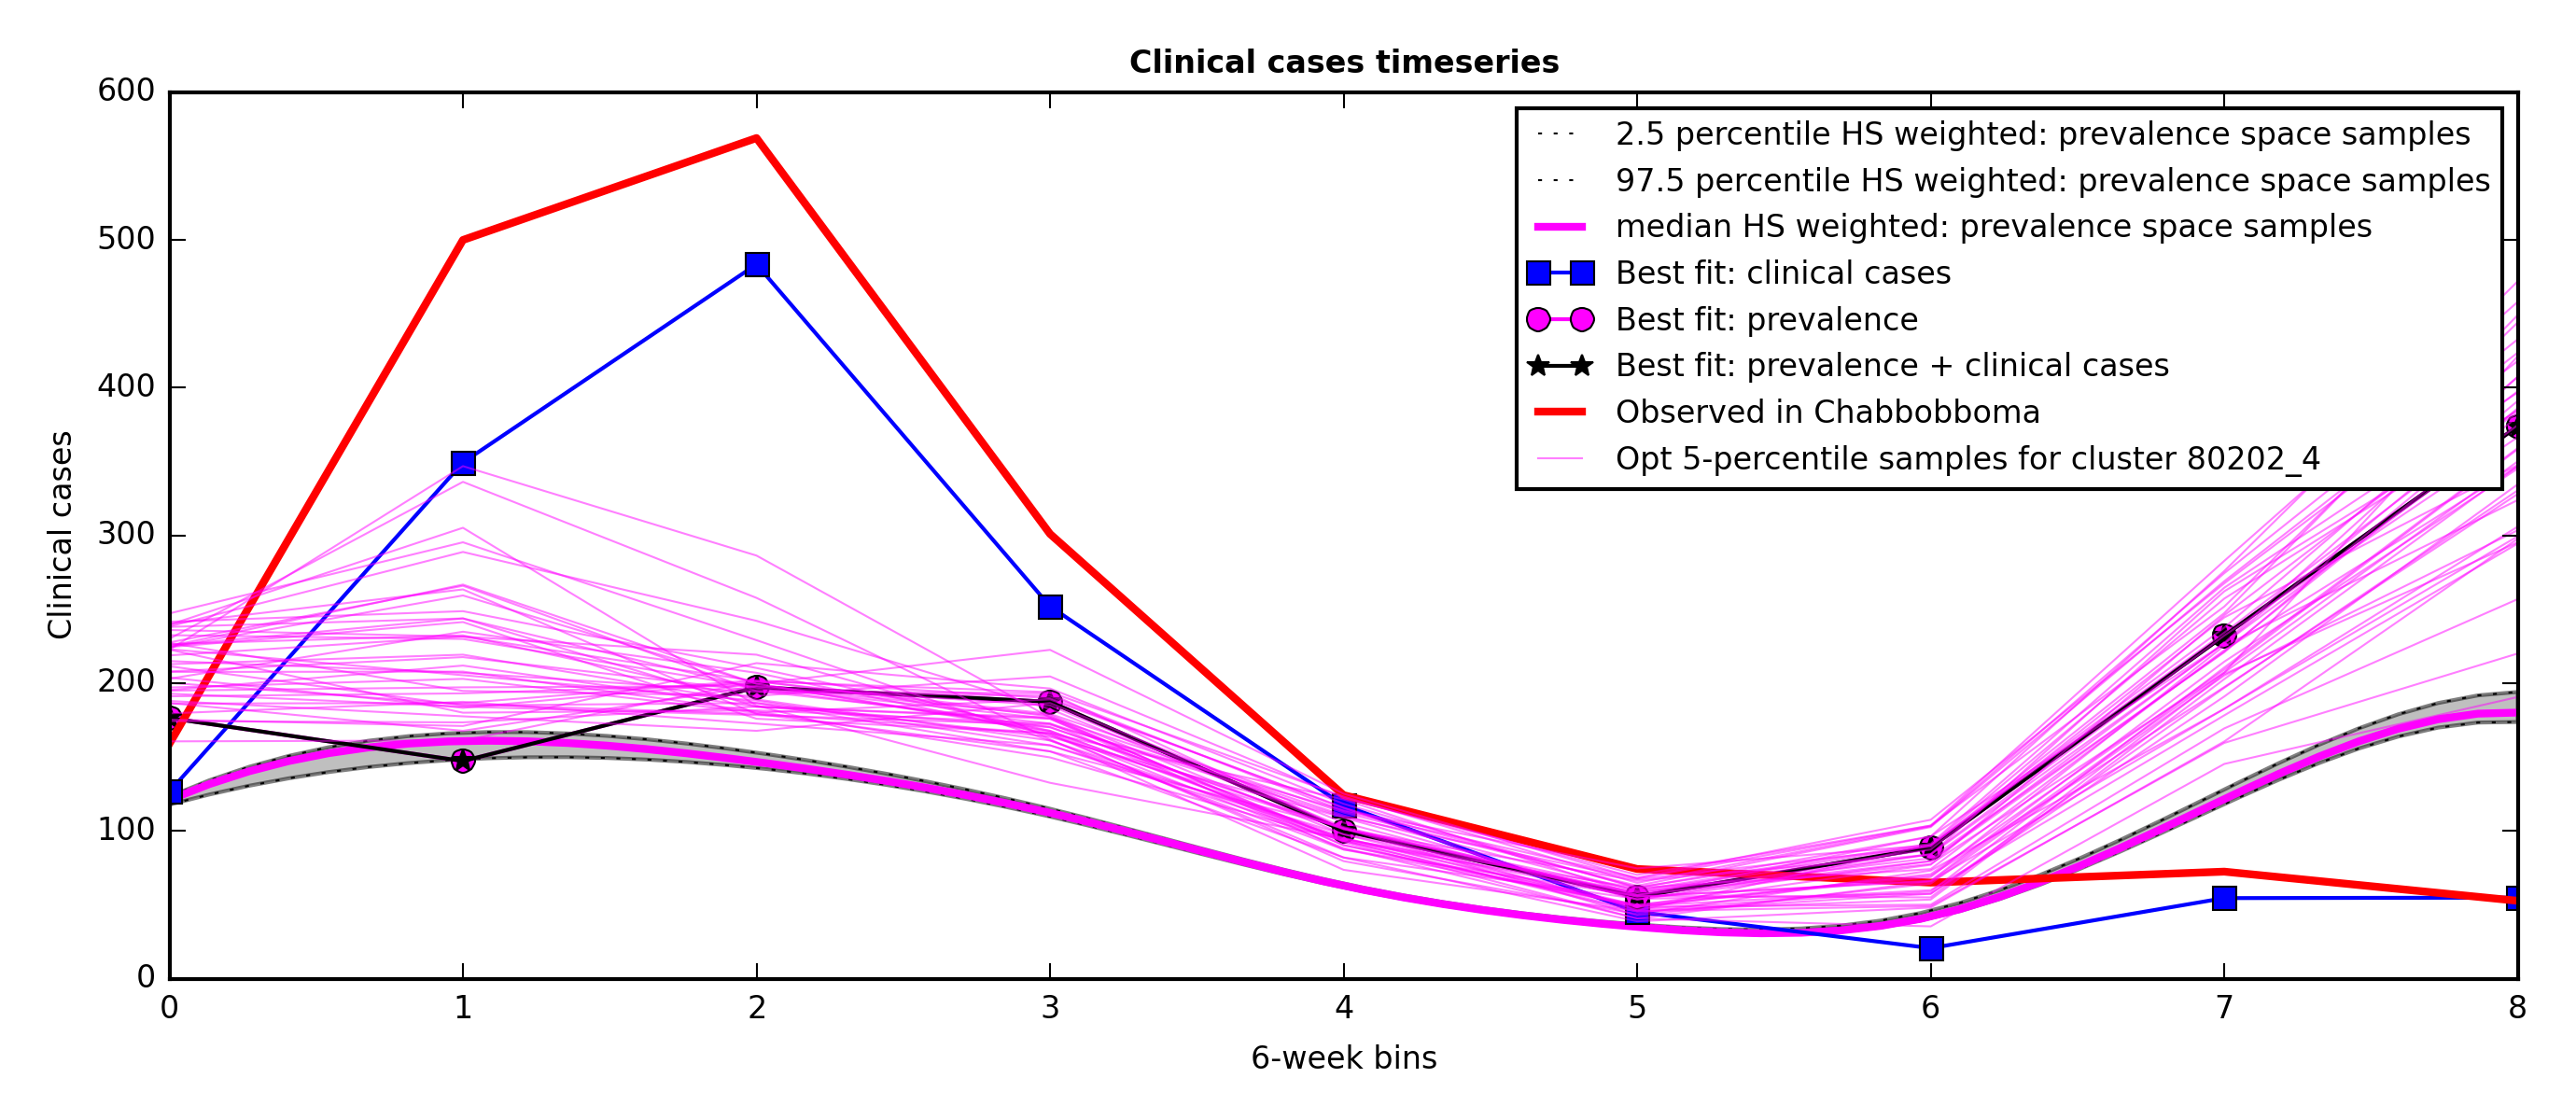 Clinical cases timeseries
600
500
400
300
200
100
0
Clinical cases
2.5 percentile HS weighted: prevalence space samples
97.5 percentile HS weighted: prevalence space samples
median HS weighted: prevalence space samples
Best fit: clinical cases
Best fit: prevalence
Best fit: prevalence + clinical cases
Observed in Chabbobboma
Opt 5-percentile samples for cluster 80202_4
0 1 2 3 4 5 6 7 8
6-week bins